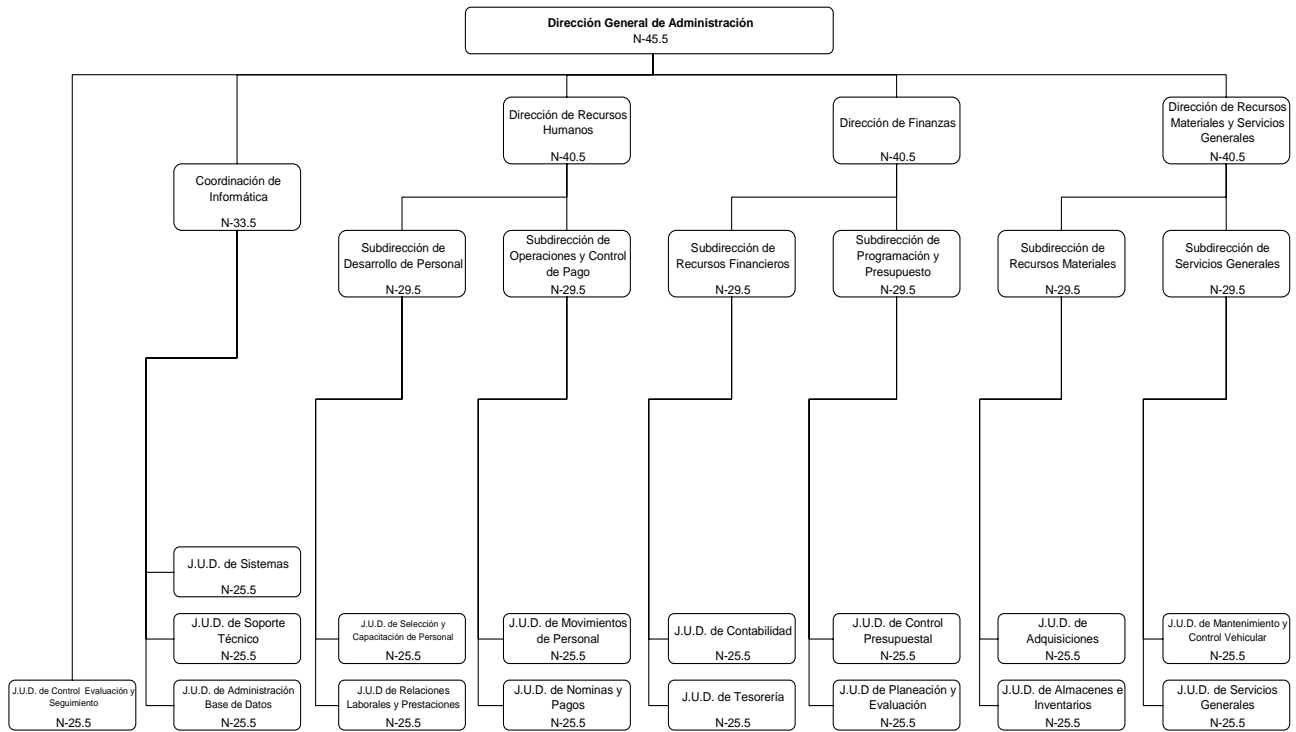 Dirección General de Administración
N-45.5
Dirección de Recursos
Humanos
N-40.5
Dirección de Finanzas
N-40.5
Dirección de Recursos
Materiales y Servicios
Generales
N-40.5
Coordinación de
Informática
N-33.5
Subdirección de
Desarrollo de Personal
N-29.5
Subdirección de
Operaciones y Control
de Pago
N-29.5
Subdirección de
Recursos Financieros
N-29.5
Subdirección de
Programación y
Presupuesto
N-29.5
Subdirección de
Recursos Materiales
N-29.5
Subdirección de
Servicios Generales
N-29.5
J.U.D. de Sistemas
N-25.5
J.U.D. de Soporte
Técnico
N-25.5
J.U.D. de Selección y
Capacitación de Personal
N-25.5
J.U.D. de Movimientos
de Personal
N-25.5
J.U.D. de Contabilidad
N-25.5
J.U.D. de Control
Presupuestal
N-25.5
J.U.D. de
Adquisiciones
N-25.5
J.U.D. de Mantenimiento y
Control Vehicular
N-25.5
J.U.D. de Control Evaluación y
Seguimiento
N-25.5
J.U.D. de Administración
Base de Datos
N-25.5
J.U.D de Relaciones
Laborales y Prestaciones
N-25.5
J.U.D. de Nominas y
Pagos
N-25.5
J.U.D. de Tesorería
N-25.5
J.U.D de Planeación y
Evaluación
N-25.5
J.U.D. de Almacenes e
Inventarios
N-25.5
J.U.D. de Servicios
Generales
N-25.5